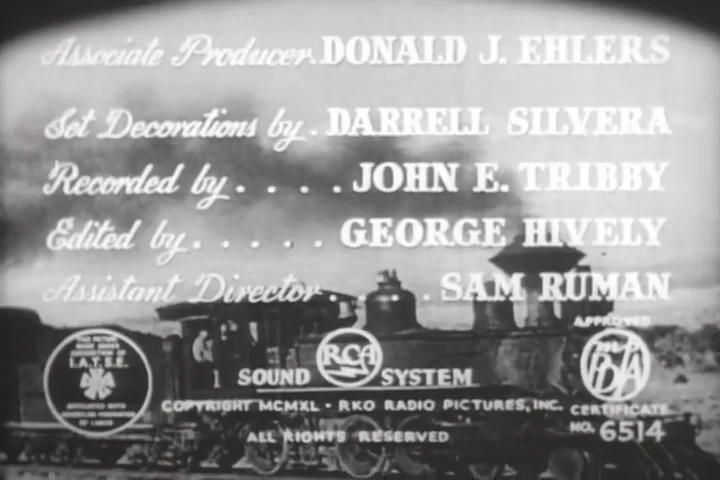 Associate Producer. DONALD J. EHLERS
Set Decorations by. DARRELL SILVERA
Recorded by. . . . . JOHN E. TRIBBY
Edited by. . . . . . GEORGE HIVELY
Assistant Director. . . . SAM RUMAN
APPROVED
I.A.T.S.E.
RCA
SOUND SYSTEM
COPYRIGHT MCMXL - RKO RADIO PICTURES, INC.
CERTIFICATE
NO. 6514
ALL RIGHTS RESERVED